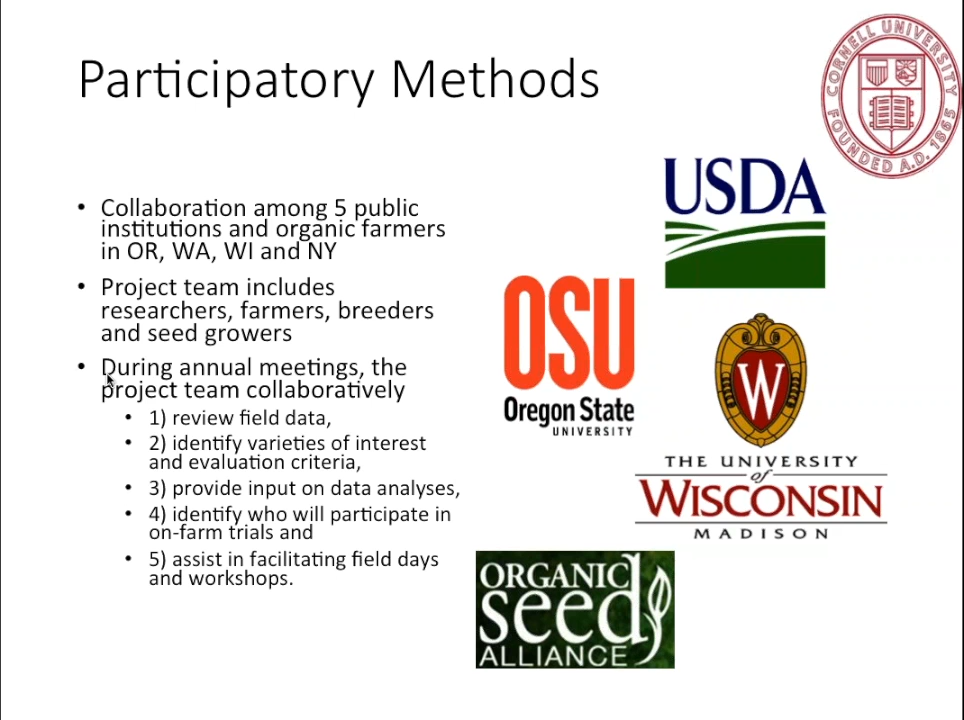 Participatory Methods
CORNELL UNIVERSITY
FOUNDED A.D. 1865
• Collaboration among 5 public
institutions and organic farmers
in OR, WA, WI and NY
• Project team includes
researchers, farmers, breeders
and seed growers
• During annual meetings, the
project team collaboratively
• 1) review field data,
• 2) identify varieties of interest
and evaluation criteria,
• 3) provide input on data analyses,
• 4) identify who will participate in
on-farm trials and
• 5) assist in facilitating field days
and workshops.
USDA
OSU
Oregon State
UNIVERSITY
W
THE UNIVERSITY
of
WISCONSIN
MADISON
ORGANIC
seed
ALLIANCE